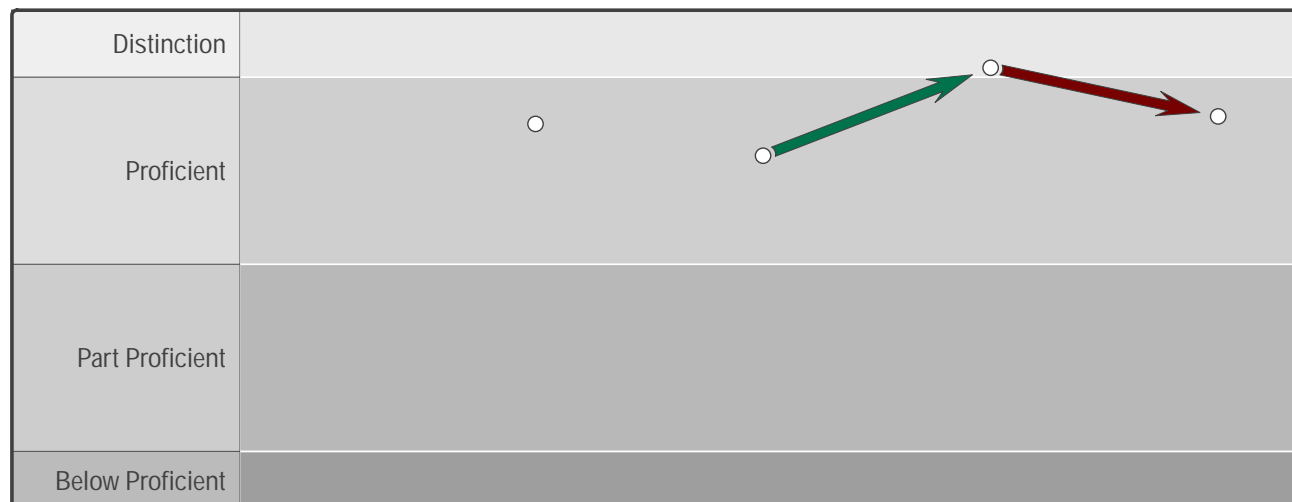 Distinction
Proficient
Part Proficient
Below Proficient